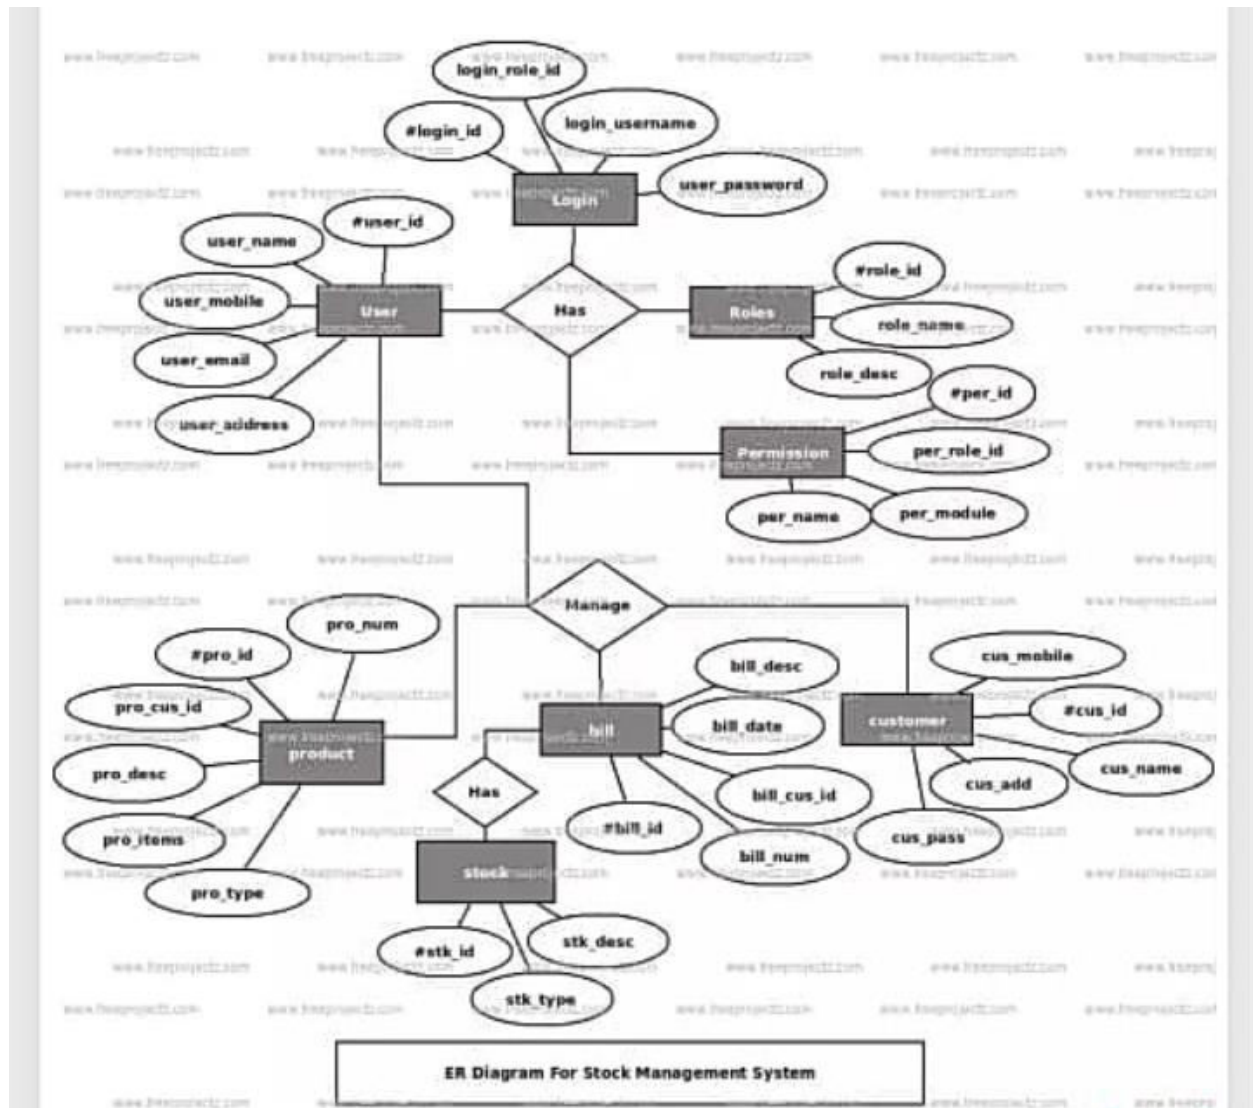 login_role_id
login_username
#login_id
user_password
Login
#user_id
user_name
#role_id
user_mobile
User
Has
Roles
role_name
user_email
role_desc
#per_id
user_address
Permission
per_role_id
per_name
per_module
Manage
pro_num
#pro_id
bill_desc
cus_mobile
pro_cus_id
#cus_id
bill
bill_date
customer
product
pro_desc
cus_name
cus_add
Has
bill_cus_id
#bill_id
pro_items
cus_pass
bill_num
stock
pro_type
stk_desc
#stk_id
stk_type
ER Diagram For Stock Management System